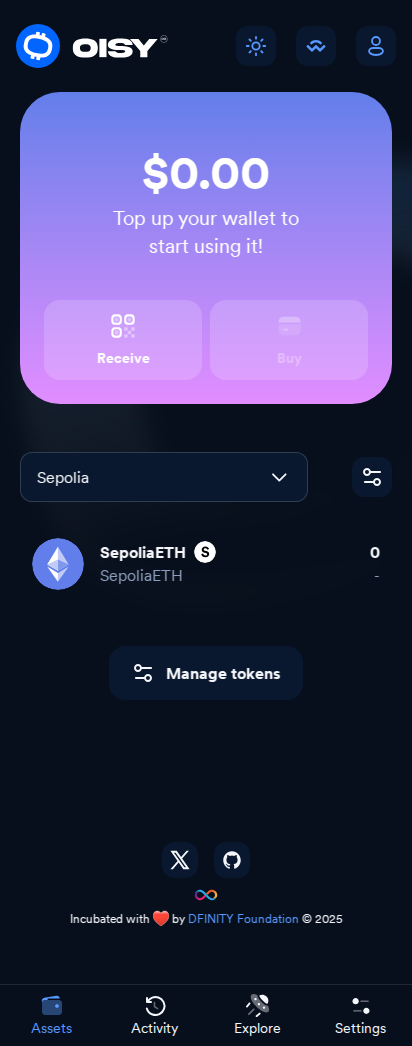 OISY
$0.00
Top up your wallet to
start using it!
Receive
Buy
Sepolia
SepoliaETH S
0
SepoliaETH
-
Manage tokens
Incubated with ❤️ by DFINITY Foundation © 2025
Assets
Activity
Explore
Settings